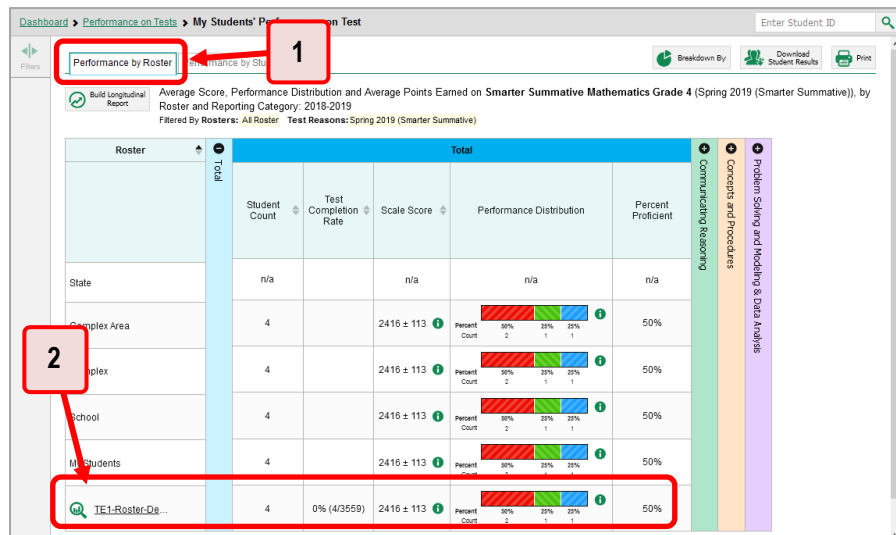 Dashboard > Performance on Tests > My Students' Performance on Test
Enter Student ID
Filters
Performance by Roster
1
Breakdown By
Download
Student Results
Print
Build Longitudinal
Report
Average Score, Performance Distribution and Average Points Earned on Smarter Summative Mathematics Grade 4 (Spring 2019 (Smarter Summative)), by
Roster and Reporting Category: 2018-2019
Filtered By Rosters: All Roster Test Reasons: Spring 2019 (Smarter Summative)
Roster
Total
Total
Student
Count
Test
Completion
Rate
Scale Score
Performance Distribution
Percent
Proficient
Communicating Reasoning
Concepts and Procedures
Problem Solving and Modeling & Data Analysis
State
n/a
n/a
n/a
n/a
Complex Area
4
2416 ± 113
Percent 50% 25% 25%
Count 2 1 1
50%
2
Complex
4
2416 ± 113
Percent 50% 25% 25%
Count 2 1 1
50%
School
4
2416 ± 113
Percent 50% 25% 25%
Count 2 1 1
50%
My Students
4
2416 ± 113
Percent 50% 25% 25%
50%
TE1-Roster-De...
4
0% (4/3559)
2416 ± 113
Percent 50% 25% 25%
Count 2 1 1
50%